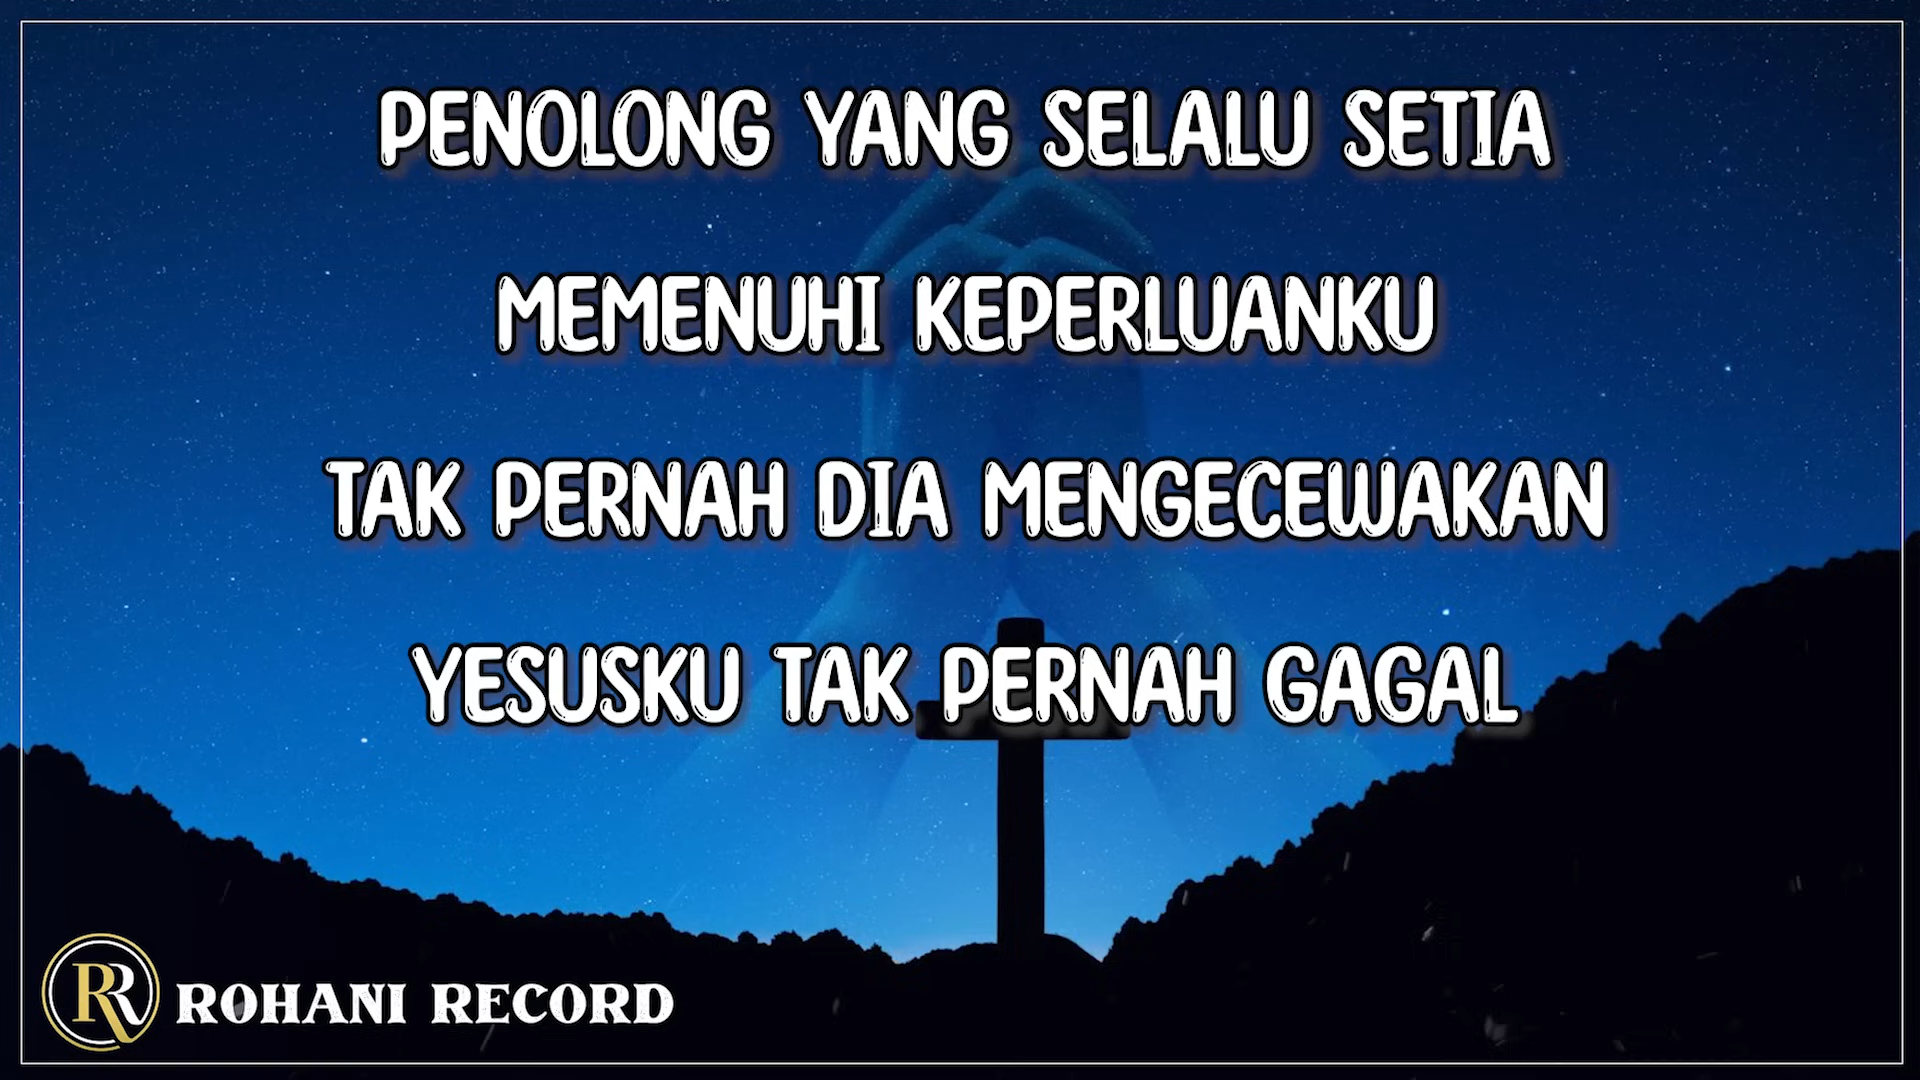 PENOLONG YANG SELALU SETIA
MEMENUHI KEPERLUANKU
TAK PERNAH DIA MENGECEWAKAN
YESUSKU TAK PERNAH GAGAL
RR ROHANI RECORD